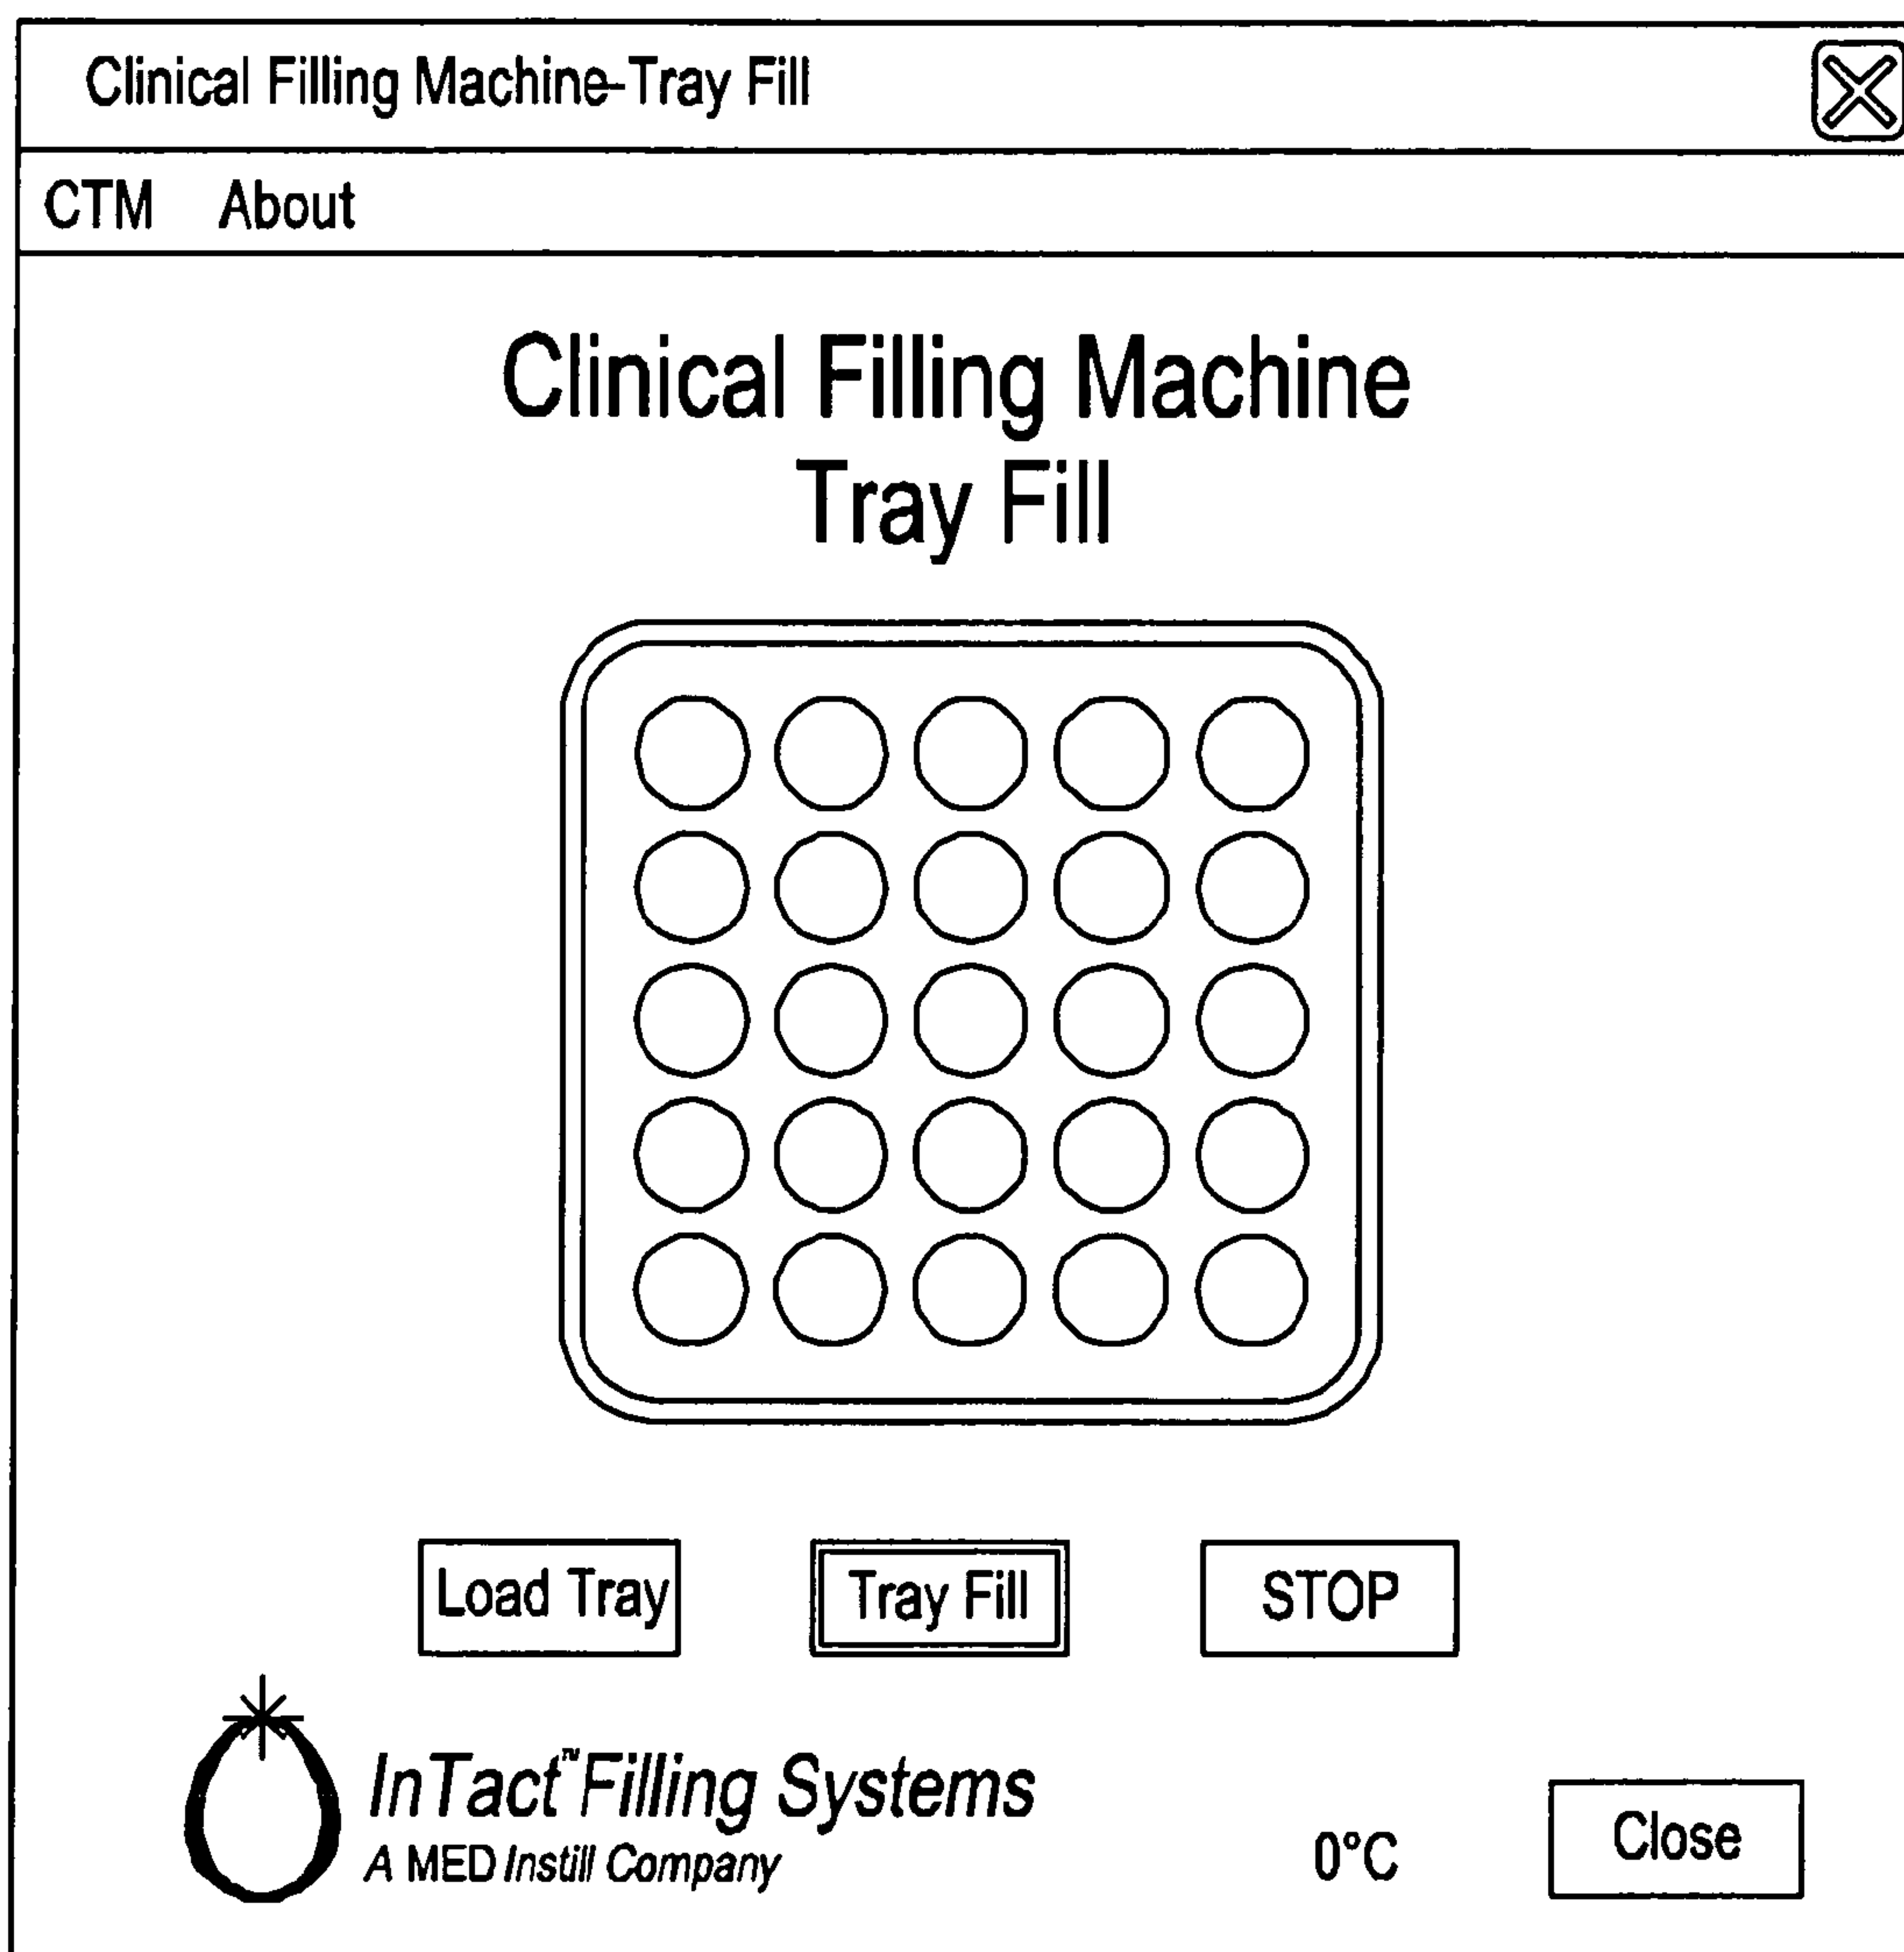 Clinical Filling Machine-Tray Fill
CTM About
Clinical Filling Machine
Tray Fill
Load Tray Tray Fill STOP
InTact™ Filling Systems
A MED Instill Company
0°C Close